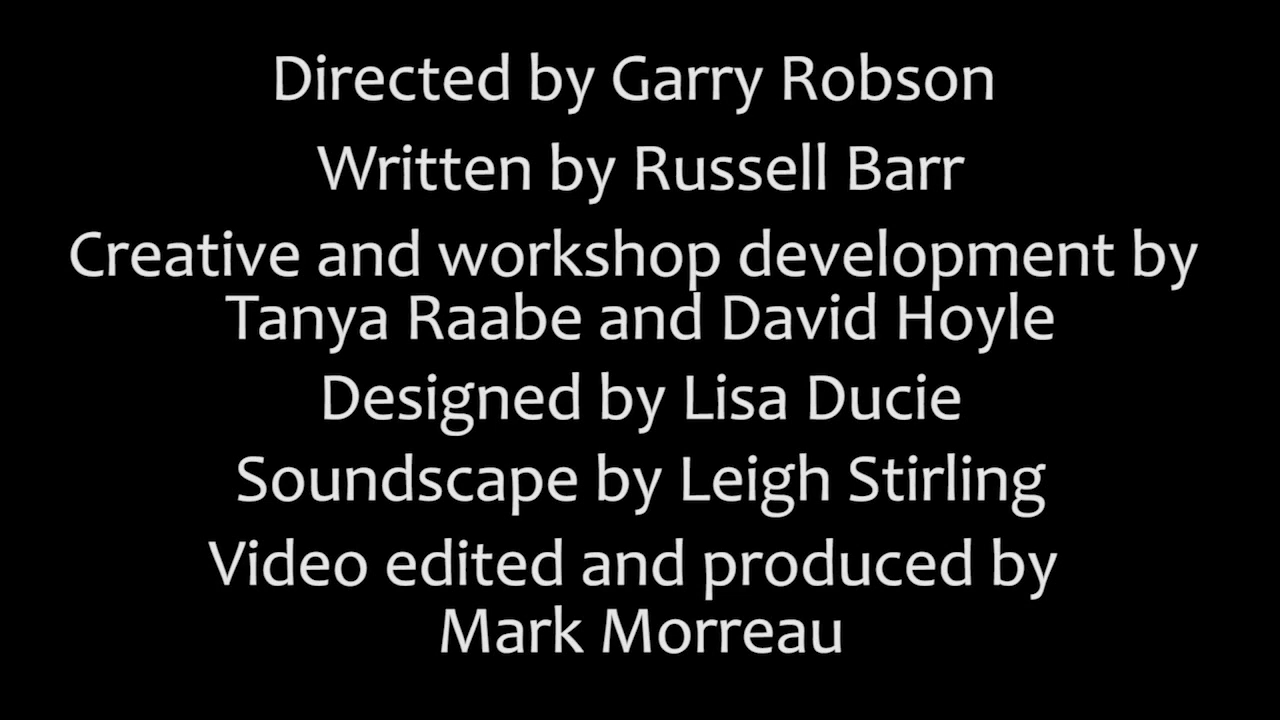 Directed by Garry Robson
Written by Russell Barr
Creative and workshop development by
Tanya Raabe and David Hoyle
Designed by Lisa Ducie
Soundscape by Leigh Stirling
Video edited and produced by
Mark Morreau